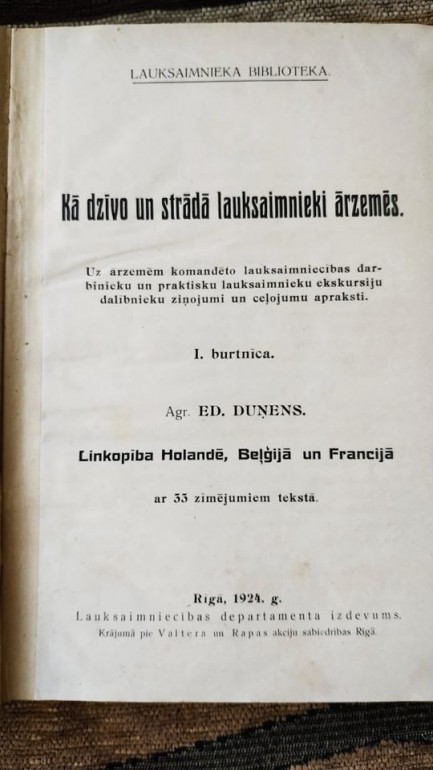 LAUKSAIMNIEKA BIBLIOTEKA.
Kā dzīvo un strādā lauksaimnieki ārzemēs.
Uz ārzemēm komandēto lauksaimniecības dar-
binieku un praktisku lauksaimnieku ekskursiju
dalībnieku ziņojumi un ceļojumu apraksti.
I. burtnīca.
Agr. ED. DUŅENS.
Linkopība Holandē, Beļģijā un Francijā
ar 33 zīmējumiem tekstā.
Rīgā, 1924. g.
Lauksaimniecības departamenta izdevums.
Krājumā pie Valtera un Rapas akciju sabiedrības Rīgā.